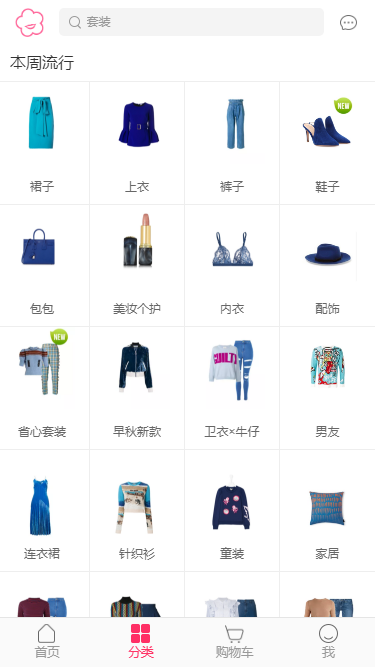 套装
本周流行
NEW
裙子 上衣 裤子 鞋子
包包 美妆个护 内衣 配饰
NEW
省心套装 早秋新款 卫衣×牛仔 男友
连衣裙 针织衫 童装 家居
首页 分类 购物车 我